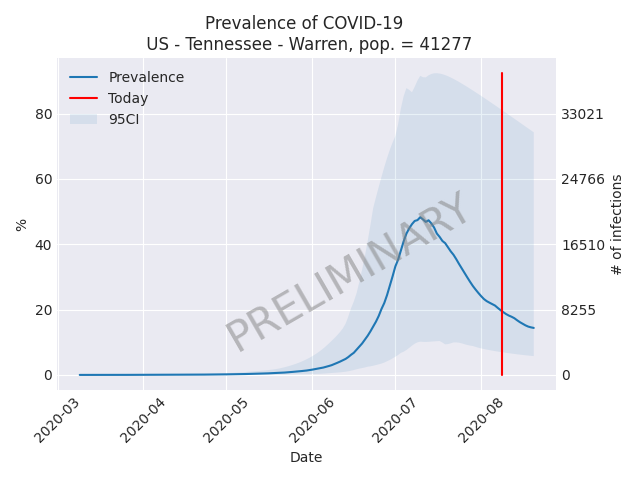 Prevalence of COVID-19
US - Tennessee - Warren, pop. = 41277
Prevalence
Today
95CI
PRELIMINARY
%
80
60
40
20
0
33021
24766
16510
8255
0
# of infections
2020-03
2020-04
2020-05
2020-06
2020-07
2020-08
Date